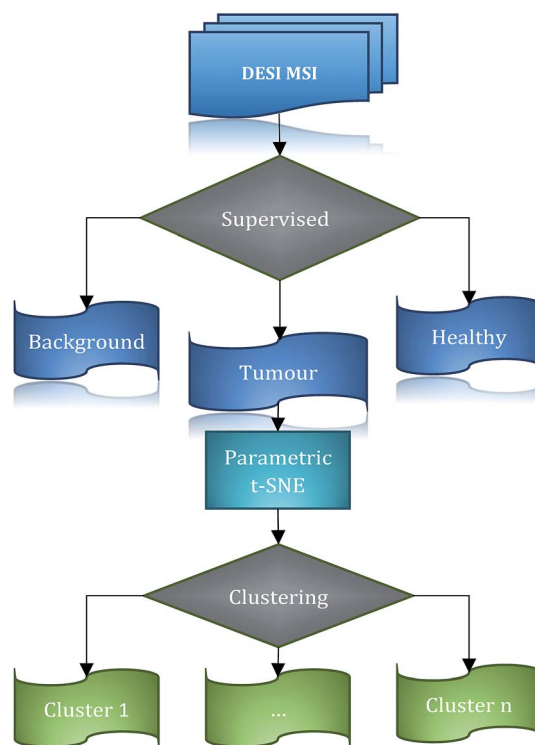 DESI MSI
Supervised
Background
Tumour
Healthy
Parametric
t-SNE
Clustering
Cluster 1
...
Cluster n